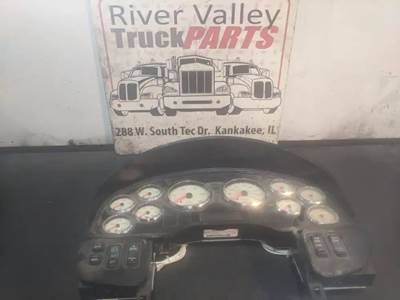 River Valley
TruckPARTS
288 W. South Tec Dr. Kankakee, IL